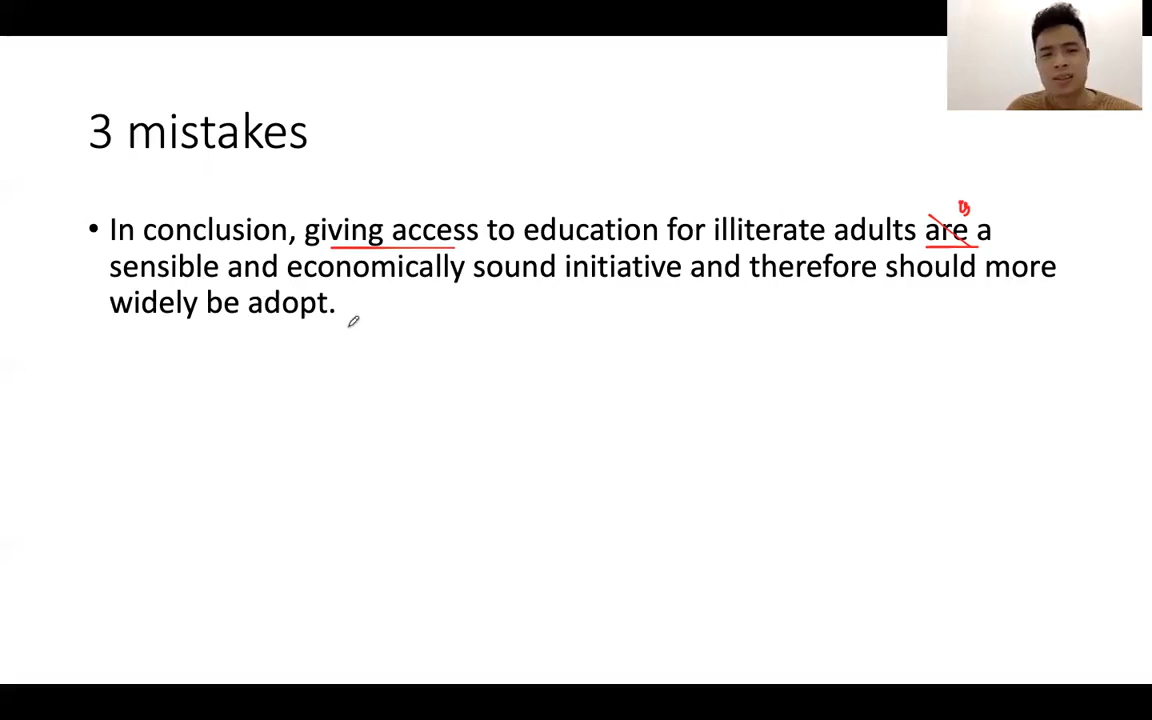 3 mistakes
is
• In conclusion, giving access to education for illiterate adults are a
sensible and economically sound initiative and therefore should more
widely be adopt.